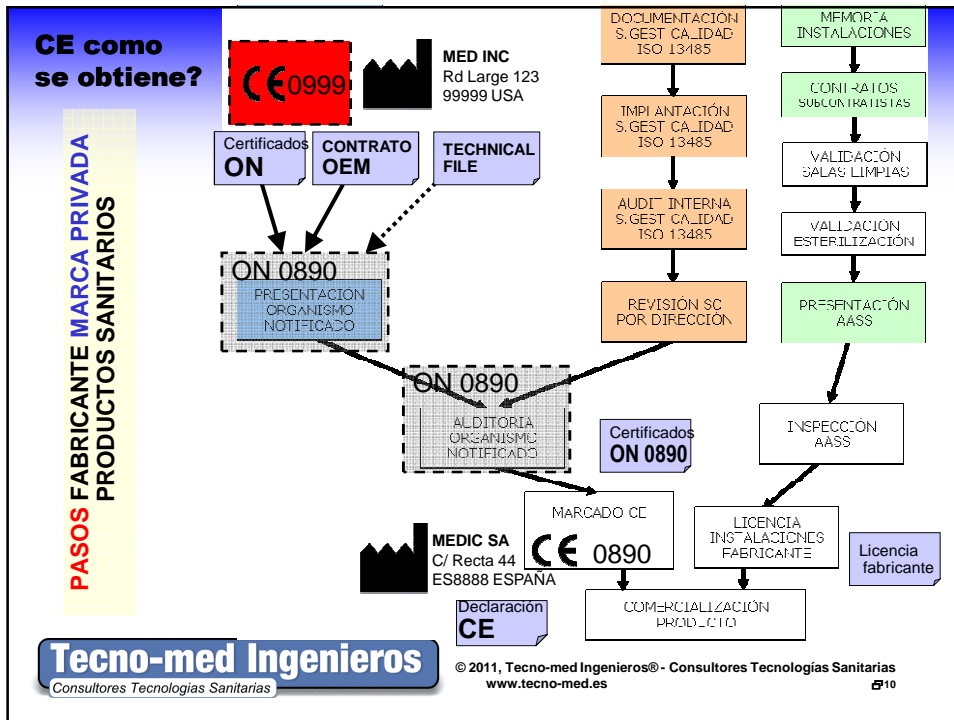 CE como
se obtiene?
PASOS FABRICANTE MARCA PRIVADA
PRODUCTOS SANITARIOS
CE 0999
MED INC
Rd Large 123
99999 USA
Certificados
ON
CONTRATO
OEM
TECHNICAL
FILE
ON 0890
PRESENTACIÓN
ORGANISMO
NOTIFICADO
DOCUMENTACIÓN
S.GEST CALIDAD
ISO 13485
IMPLANTACIÓN
S.GEST CALIDAD
ISO 13485
AUDIT INTERNA
S.GEST CALIDAD
ISO 13485
REVISIÓN SC
POR DIRECCIÓN
MEMORIA
INSTALACIONES
CONTRATOS
SUBCONTRATISTAS
VALIDACIÓN
SALAS LIMPIAS
VALIDACIÓN
ESTERILIZACIÓN
PRESENTACIÓN
AASS
ON 0890
AUDITORIA
ORGANISMO
NOTIFICADO
Certificados
ON 0890
INSPECCIÓN
AASS
MEDIC SA
C/ Recta 44
ES8888 ESPAÑA
MARCADO CE
CE 0890
LICENCIA
INSTALACIONES
FABRICANTE
Licencia
fabricante
Declaración
CE
COMERCIALIZACIÓN
PRODUCTO
Tecno-med Ingenieros
Consultores Tecnologias Sanitarias
© 2011, Tecno-med Ingenieros® - Consultores Tecnologías Sanitarias
www.tecno-med.es
10